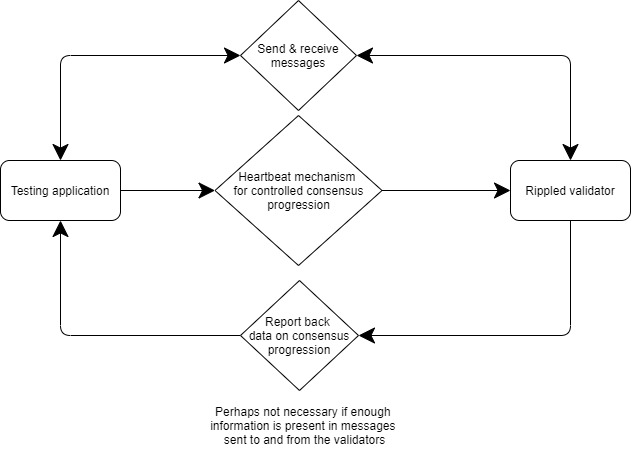 Send & receive
messages
Testing application
Heartbeat mechanism
for controlled consensus
progression
Rippled validator
Report back
data on consensus
progression
Perhaps not necessary if enough
information is present in messages
sent to and from the validators